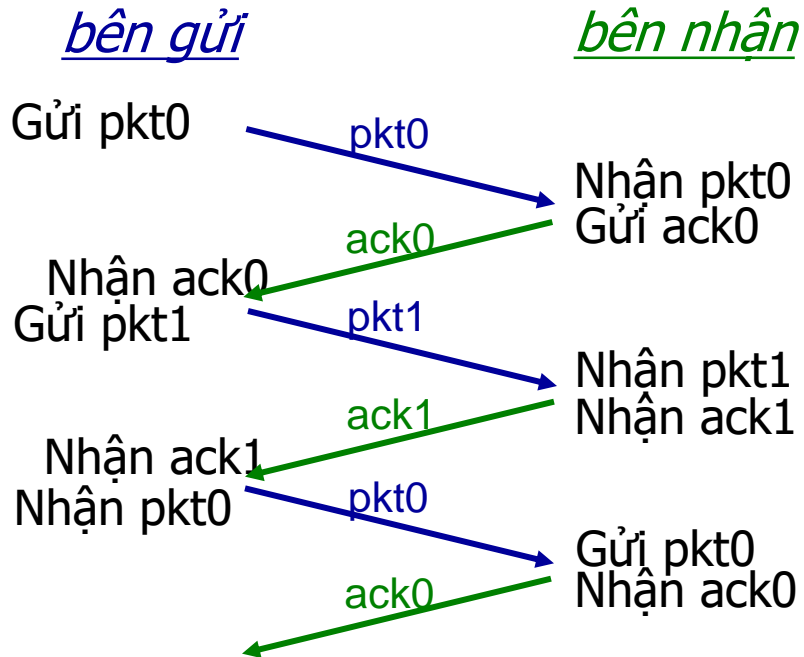 bên gửi
bên nhận
Gửi pkt0
pkt0
Nhận pkt0
Gửi ack0
ack0
Nhận ack0
Gửi pkt1
pkt1
Nhận pkt1
Nhận ack1
ack1
Nhận ack1
Nhận pkt0
pkt0
Gửi pkt0
Nhận ack0
ack0